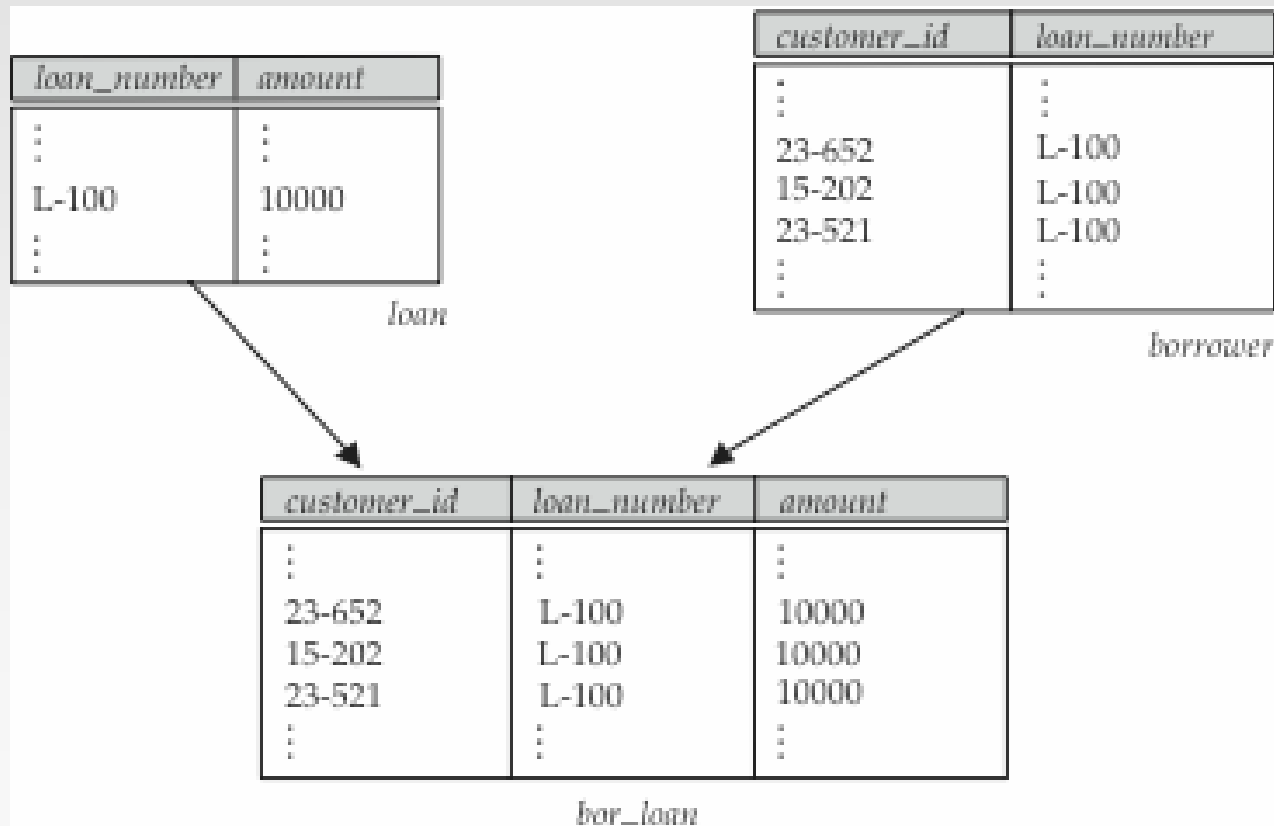 loan_number amount
⋮ ⋮
L-100 10000
⋮ ⋮
loan
customer_id loan_number
⋮ ⋮
23-652 L-100
15-202 L-100
23-521 L-100
⋮ ⋮
borrower
customer_id loan_number amount
⋮ ⋮ ⋮
23-652 L-100 10000
15-202 L-100 10000
23-521 L-100 10000
⋮ ⋮ ⋮
bor_loan